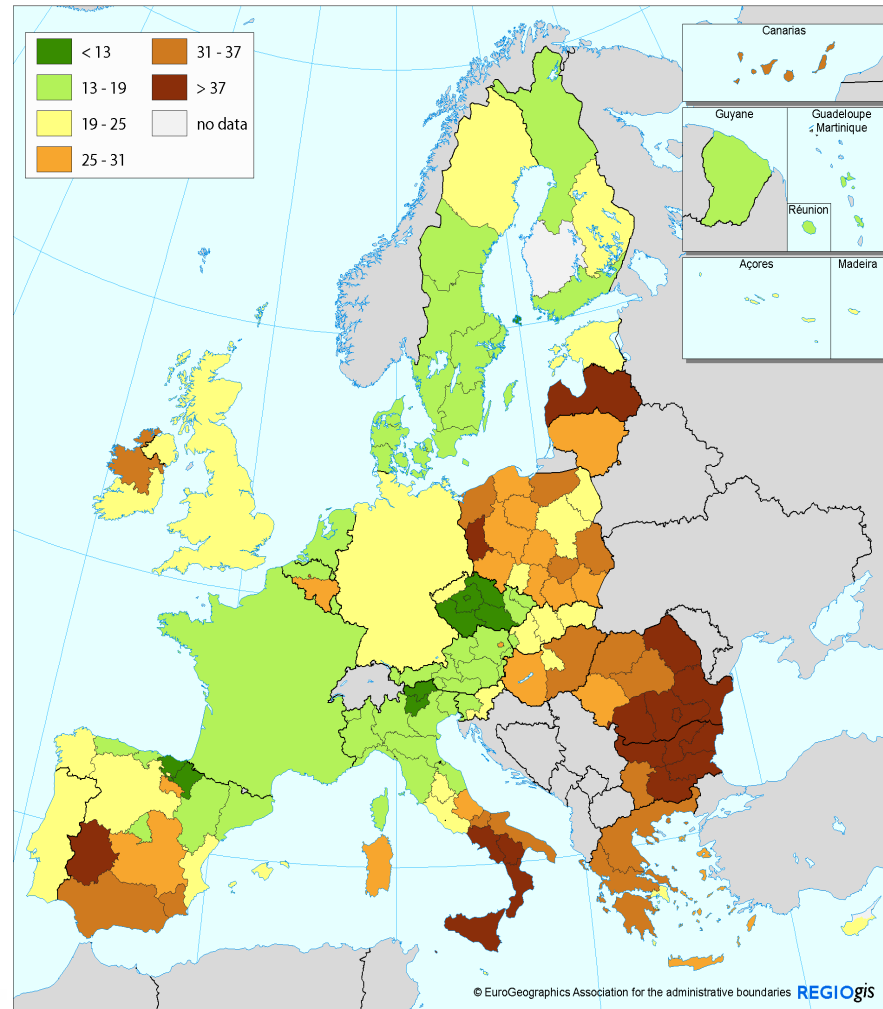 < 13
31 - 37
13 - 19
> 37
19 - 25
no data
25 - 31
Canarias
Guyane
Guadeloupe
Martinique
Réunion
Açores
Madeira
© EuroGeographics Association for the administrative boundaries REGIOgis